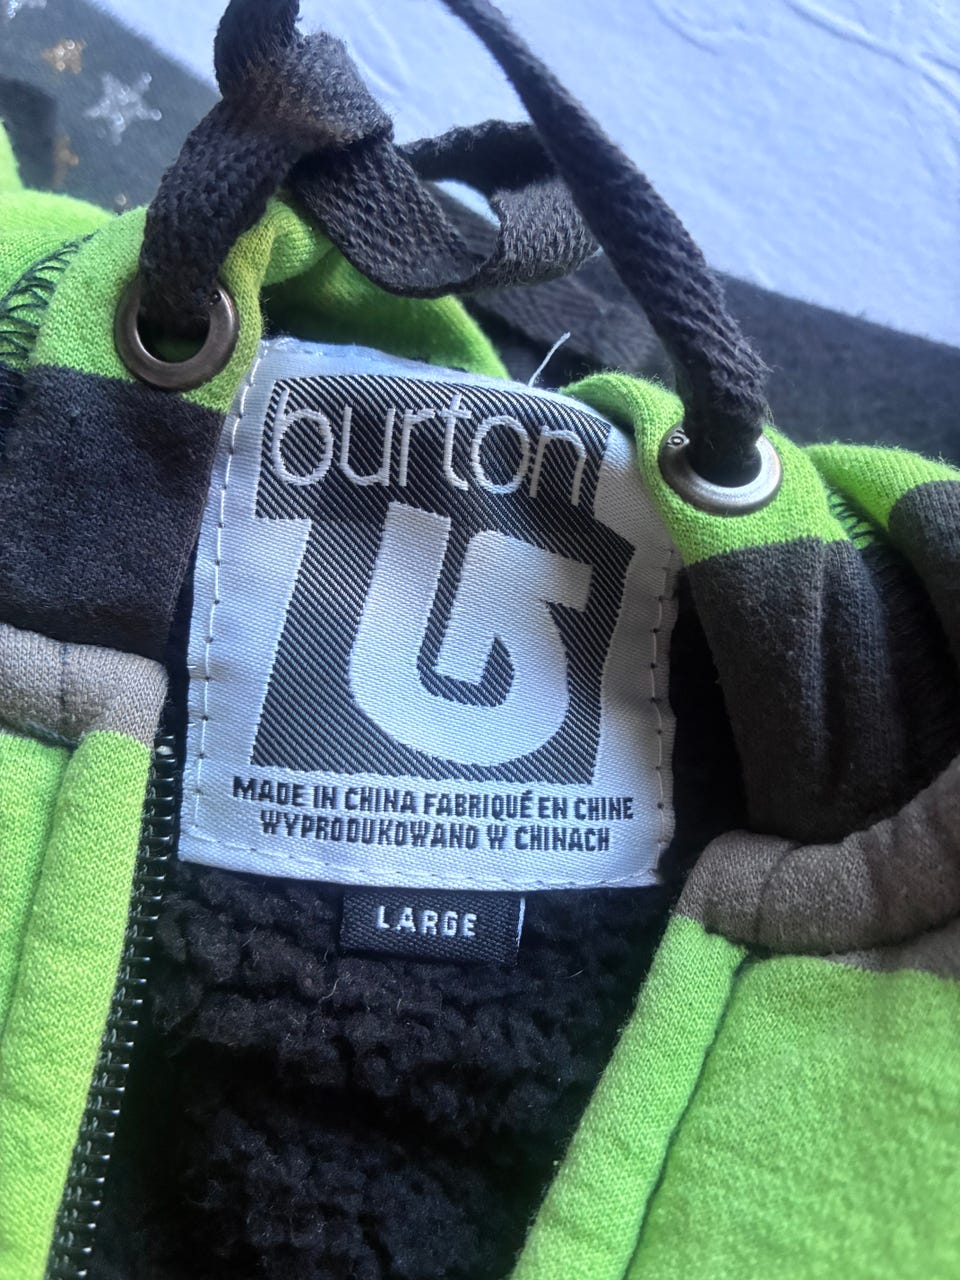 burton
MADE IN CHINA FABRIQUÉ EN CHINE
WYPRODUKOWANO W CHINACH
LARGE